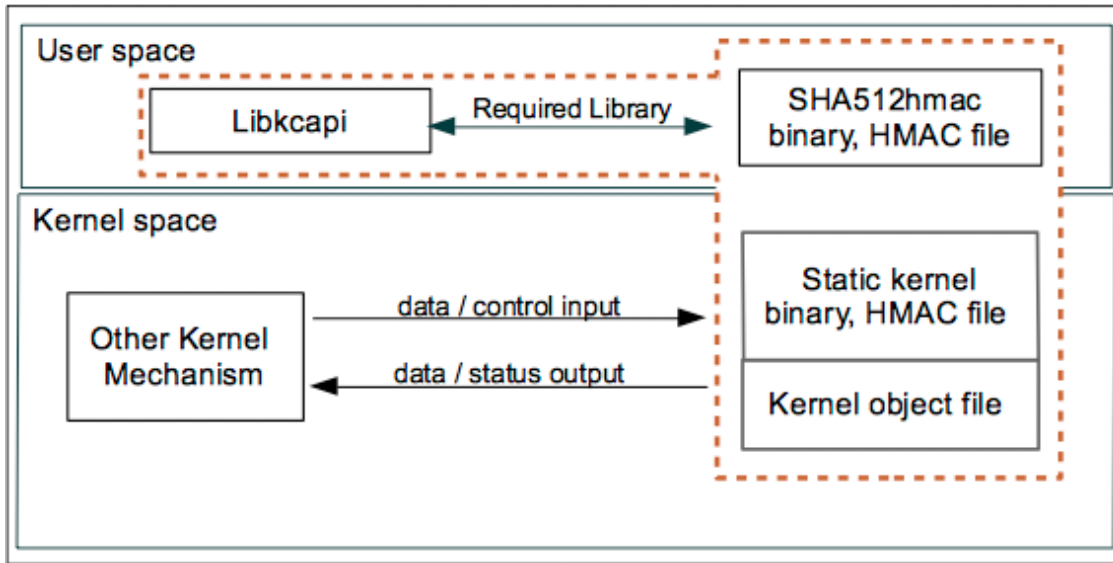 User space
Libkcapi
Required Library
SHA512hmac
binary, HMAC file
Kernel space
Other Kernel
Mechanism
data / control input
data / status output
Static kernel
binary, HMAC file
Kernel object file